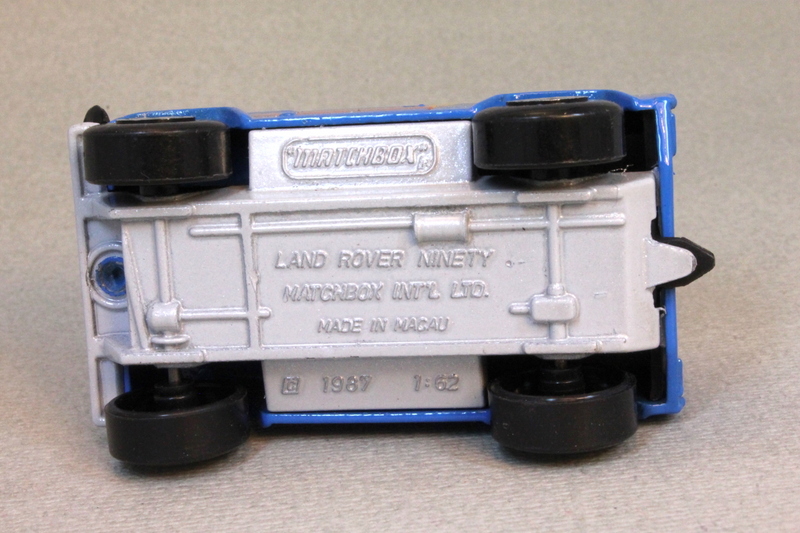 "MATCHBOX"
LAND ROVER NINETY
MATCHBOX INT'L LTD.
MADE IN MACAU
© 1987 1:62